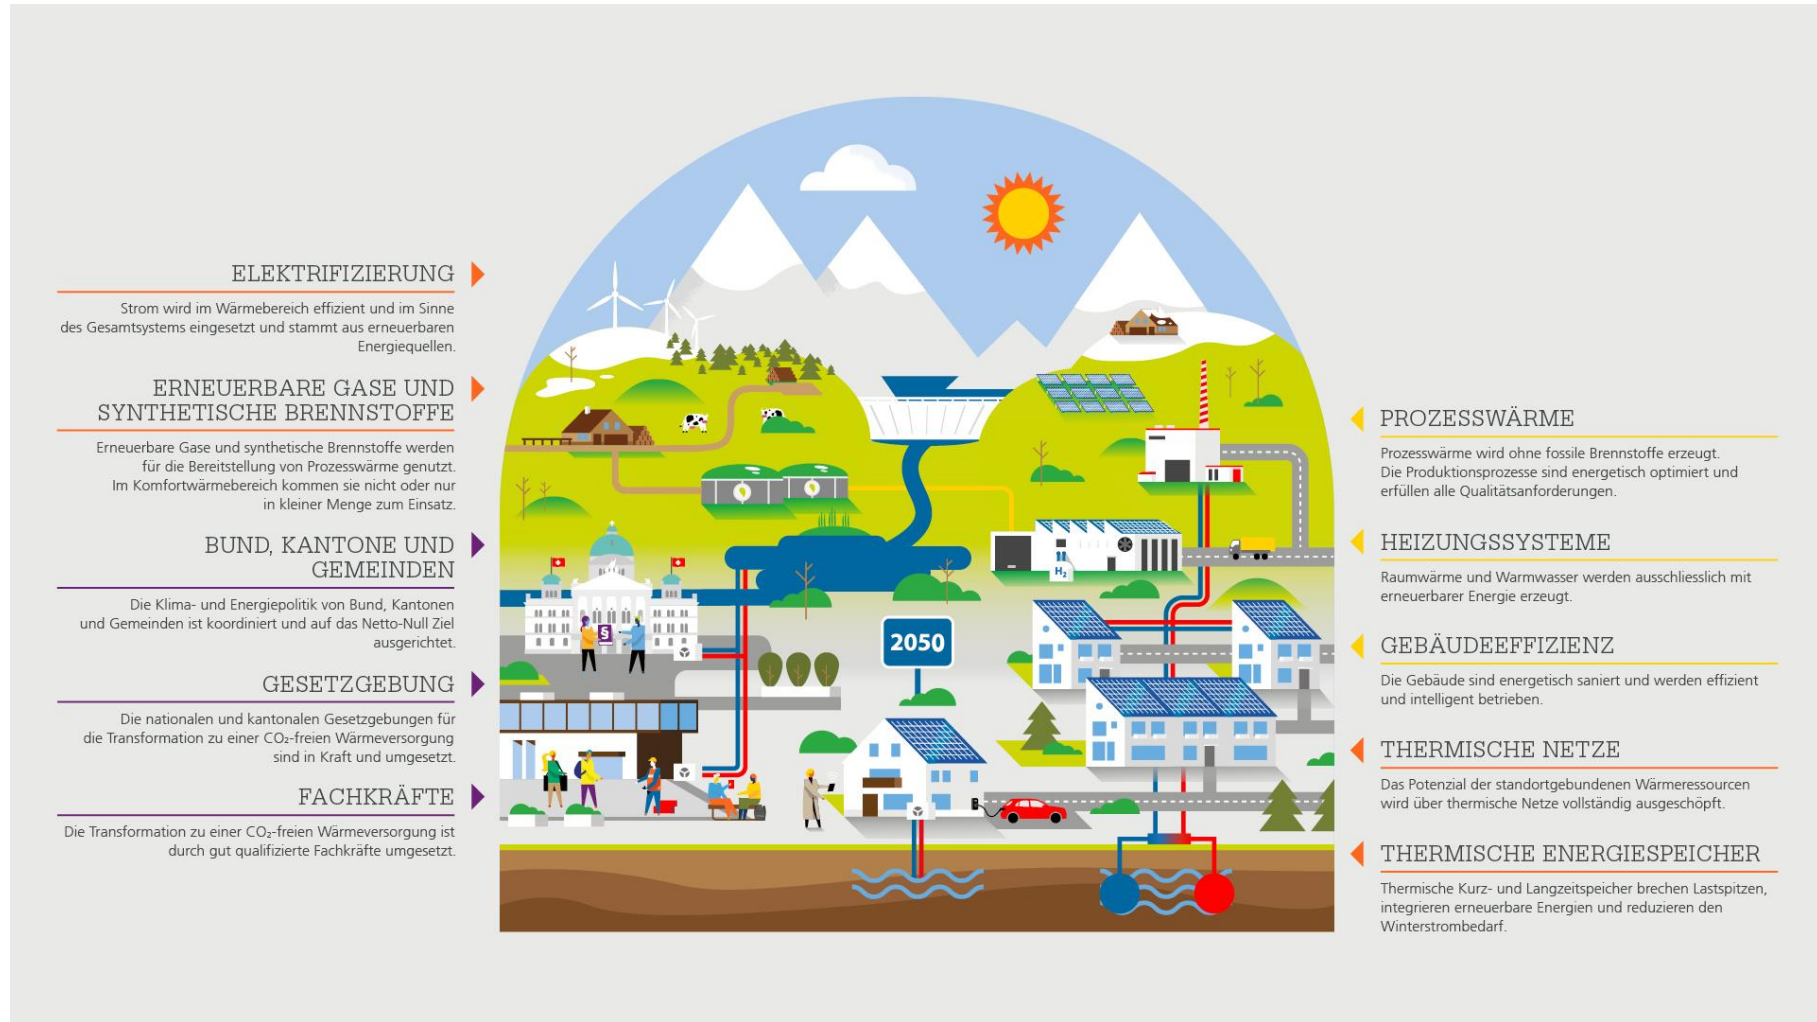 ELEKTRIFIZIERUNG
Strom wird im Wärmebereich effizient und im Sinne
des Gesamtsystems eingesetzt und stammt aus erneuerbaren
Energiequellen.
ERNEUERBARE GASE UND
SYNTHETISCHE BRENNSTOFFE
Erneuerbare Gase und synthetische Brennstoffe werden
für die Bereitstellung von Prozesswärme genutzt.
Im Komfortwärmebereich kommen sie nicht oder nur
in kleiner Menge zum Einsatz.
BUND, KANTONE UND
GEMEINDEN
Die Klima- und Energiepolitik von Bund, Kantonen
und Gemeinden ist koordiniert und auf das Netto-Null Ziel
ausgerichtet.
GESETZGEBUNG
Die nationalen und kantonalen Gesetzgebungen für
die Transformation zu einer CO₂-freien Wärmeversorgung
sind in Kraft und umgesetzt.
FACHKRÄFTE
Die Transformation zu einer CO₂-freien Wärmeversorgung ist
durch gut qualifizierte Fachkräfte umgesetzt.
H₂
§
2050
PROZESSWÄRME
Prozesswärme wird ohne fossile Brennstoffe erzeugt.
Die Produktionsprozesse sind energetisch optimiert und
erfüllen alle Qualitätsanforderungen.
HEIZUNGSSYSTEME
Raumwärme und Warmwasser werden ausschliesslich mit
erneuerbarer Energie erzeugt.
GEBÄUDEEFFIZIENZ
Die Gebäude sind energetisch saniert und werden effizient
und intelligent betrieben.
THERMISCHE NETZE
Das Potenzial der standortgebundenen Wärmeressourcen
wird über thermische Netze vollständig ausgeschöpft.
THERMISCHE ENERGIESPEICHER
Thermische Kurz- und Langzeitspeicher brechen Lastspitzen,
integrieren erneuerbare Energien und reduzieren den
Winterstrombedarf.